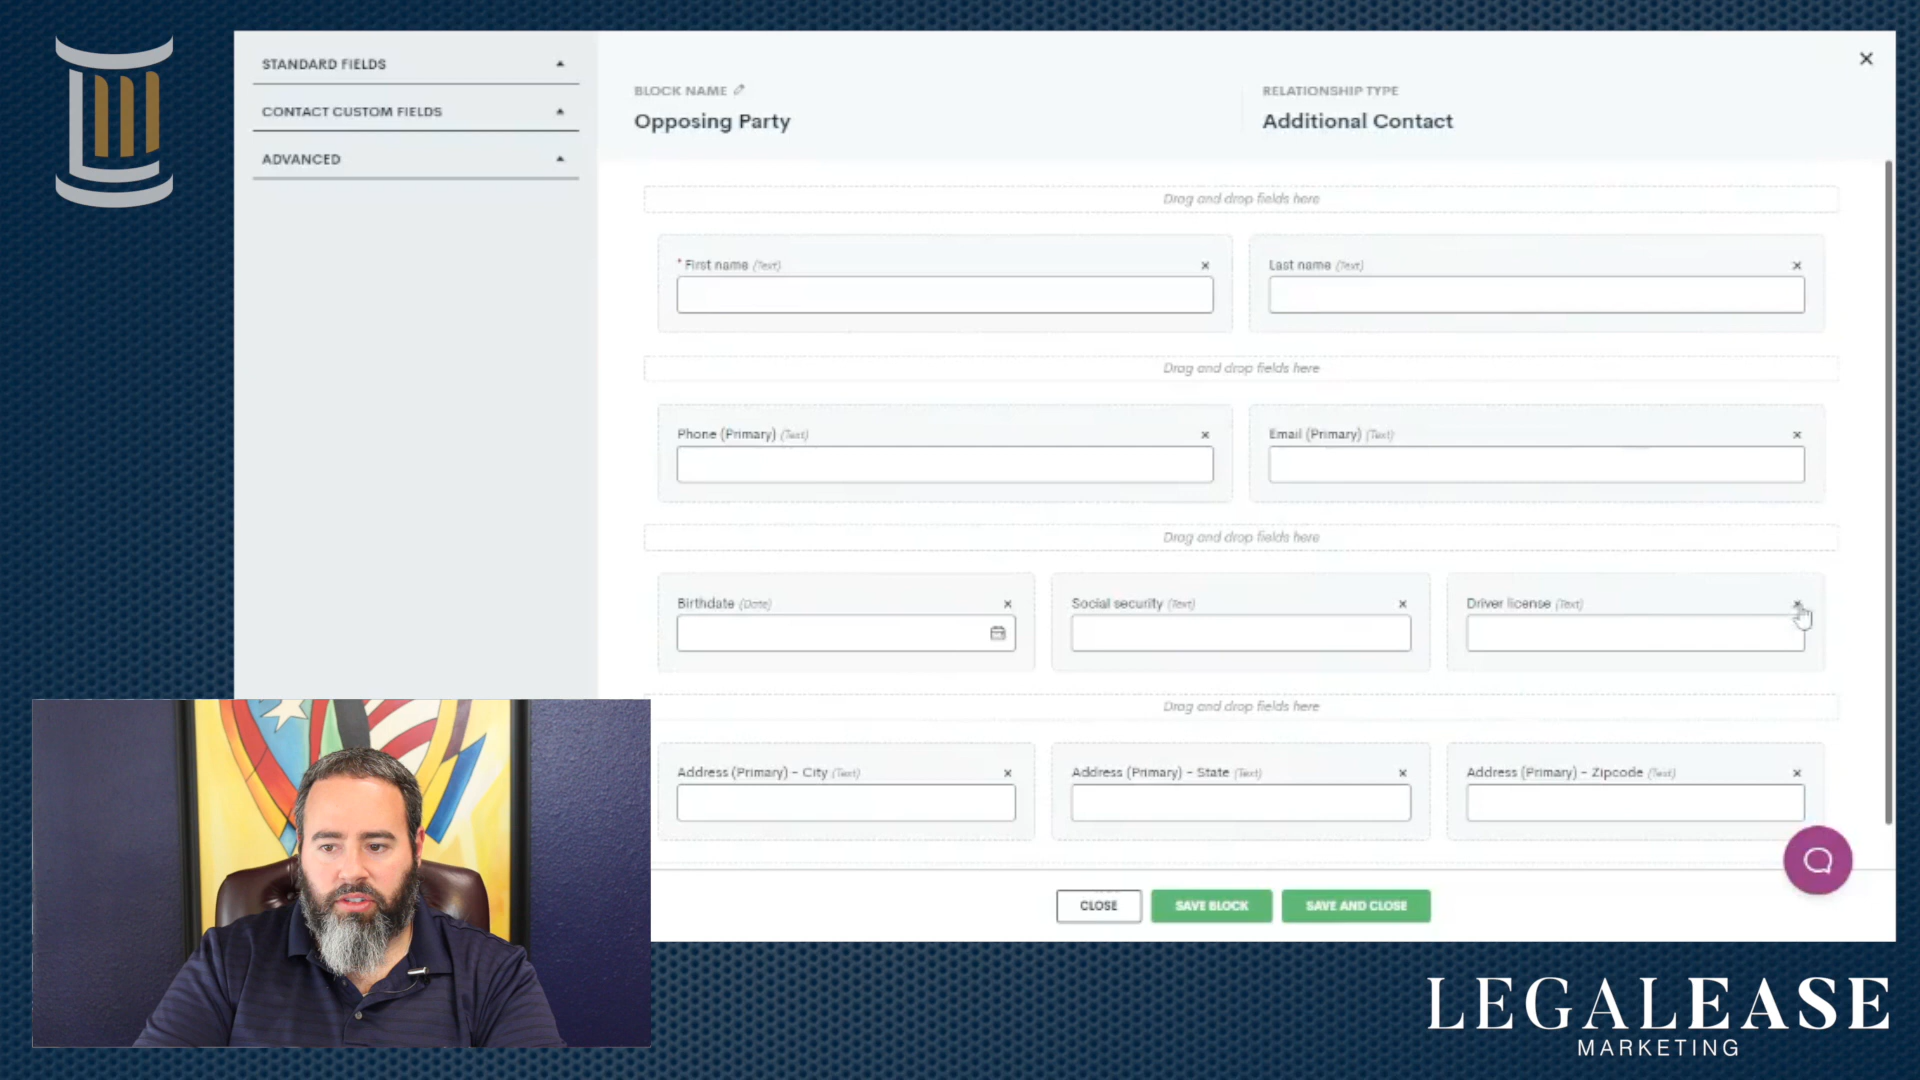 STANDARD FIELDS
CONTACT CUSTOM FIELDS
ADVANCED
BLOCK NAME
Opposing Party
RELATIONSHIP TYPE
Additional Contact
Drag and drop fields here
* First name (Text)
Last name (Text)
Drag and drop fields here
Phone (Primary) (Text)
Email (Primary) (Text)
Drag and drop fields here
Birthdate (Date)
Social security (Text)
Driver license (Text)
Drag and drop fields here
Address (Primary) - City (Text)
Address (Primary) - State (Text)
Address (Primary) - Zipcode (Text)
CLOSE
SAVE BLOCK
SAVE AND CLOSE
LEGALEASE
MARKETING